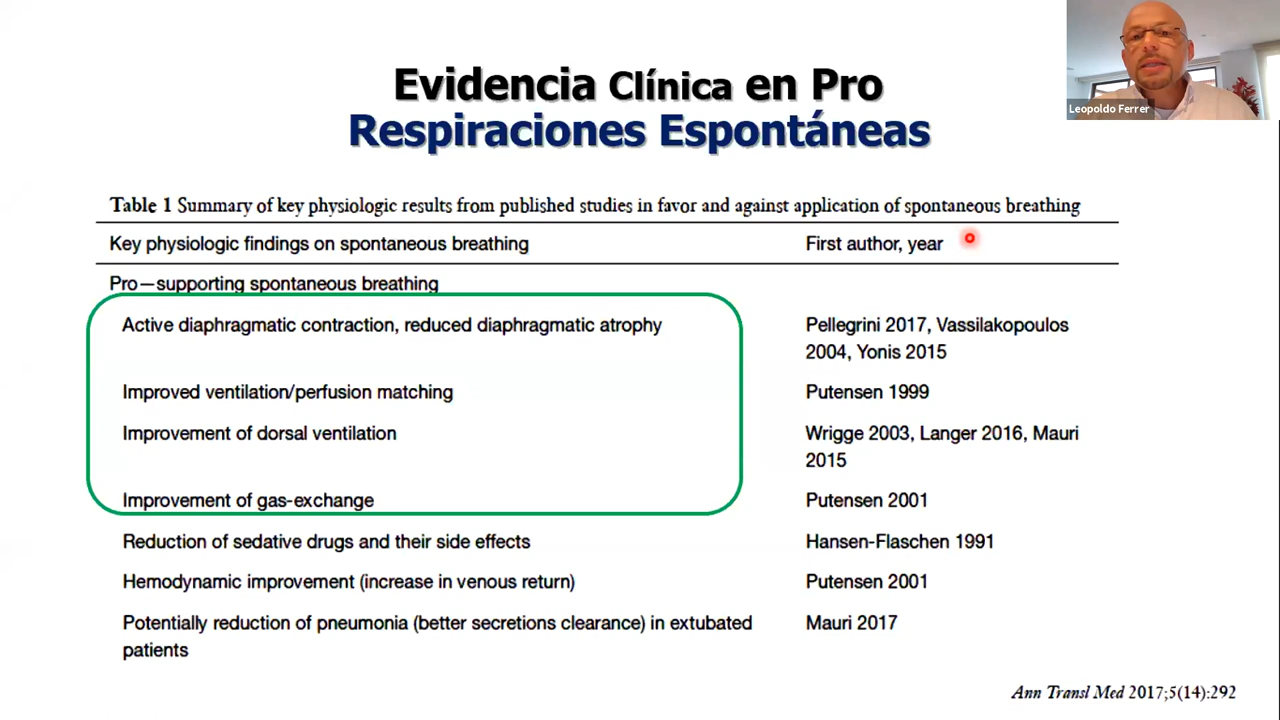 Leopoldo Ferrer
Evidencia Clínica en Pro
Respiraciones Espontáneas
Table 1 Summary of key physiologic results from published studies in favor and against application of spontaneous breathing
Key physiologic findings on spontaneous breathing First author, year
Pro—supporting spontaneous breathing
Active diaphragmatic contraction, reduced diaphragmatic atrophy Pellegrini 2017, Vassilakopoulos
2004, Yonis 2015
Improved ventilation/perfusion matching Putensen 1999
Improvement of dorsal ventilation Wrigge 2003, Langer 2016, Mauri
2015
Improvement of gas-exchange Putensen 2001
Reduction of sedative drugs and their side effects Hansen-Flaschen 1991
Hemodynamic improvement (increase in venous return) Putensen 2001
Potentially reduction of pneumonia (better secretions clearance) in extubated Mauri 2017
patients
Ann Transl Med 2017;5(14):292